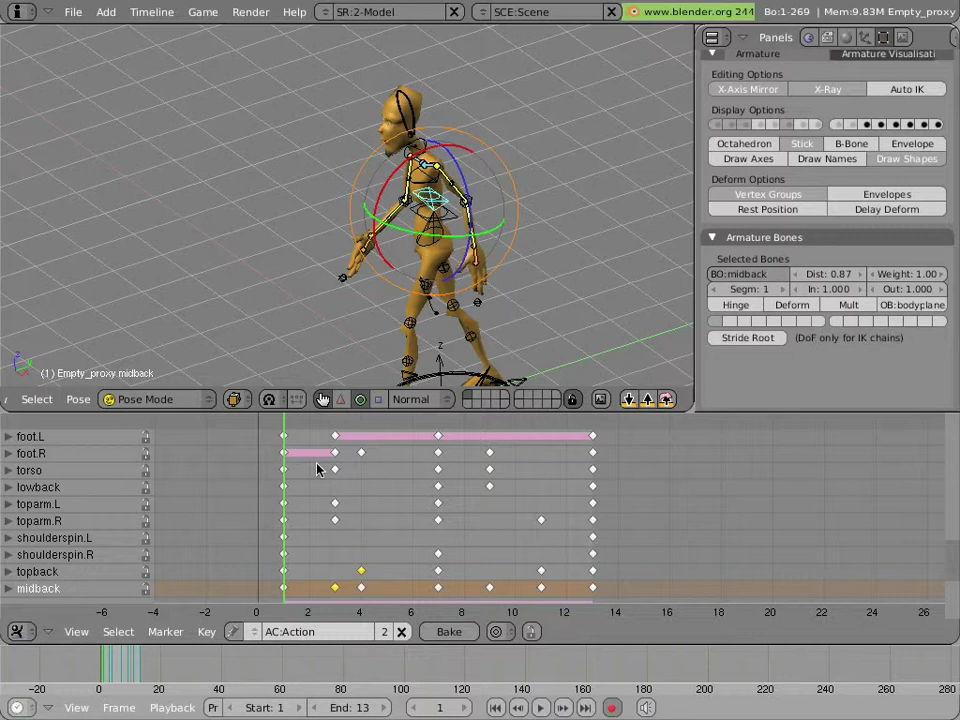 File Add Timeline Game Render Help SR:2-Model SCE:Scene www.blender.org 244 Bo:1-269 | Mem:9.83M Empty_proxy
Panels
Armature Armature Visualisati
Editing Options
X-Axis Mirror X-Ray Auto IK
Display Options
Octahedron Stick B-Bone Envelope
Draw Axes Draw Names Draw Shapes
Deform Options
Vertex Groups Envelopes
Rest Position Delay Deform
Armature Bones
Selected Bones
BO:midback Dist: 0.87 Weight: 1.00
Segm: 1 In: 1.000 Out: 1.000
Hinge Deform Mult OB:bodyplane
Stride Root (DoF only for IK chains)
z
(1) Empty_proxy.midback
Select Pose Pose Mode Normal
foot.L
foot.R
torso
lowback
toparm.L
toparm.R
shoulderspin.L
shoulderspin.R
topback
midback
-6 -4 -2 0 2 4 6 8 10 12 14 16 18 20 22 24 26
View Select Marker Key AC:Action 2 Bake
-20 0 20 40 60 80 100 120 140 160 180 200 220 240 260 280
View Frame Playback Pr Start: 1 End: 13 1